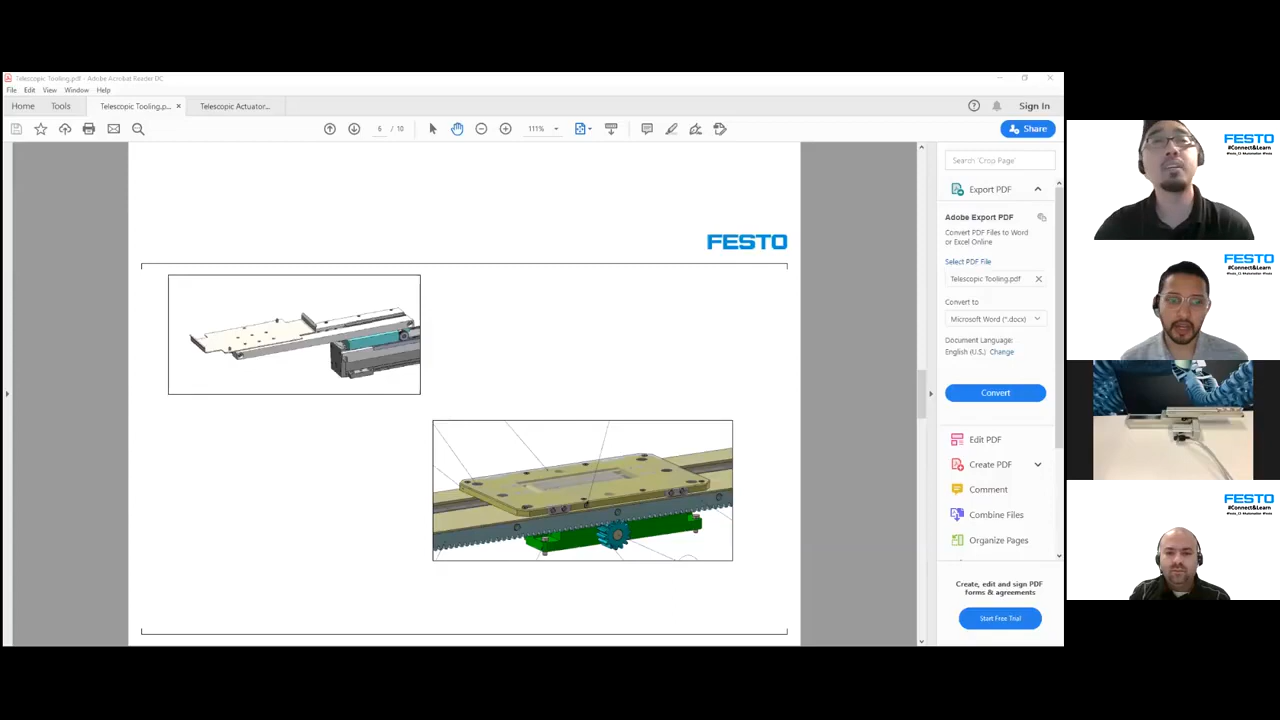 Telescopic Tooling.pdf - Adobe Acrobat Reader DC
File Edit View Window Help
Home Tools Telescopic Tooling.p... × Telescopic Actuator... Sign In
6 / 10 111% Share
FESTO
Search 'Crop Page'
Export PDF
Adobe Export PDF
Convert PDF Files to Word
or Excel Online
Select PDF File
Telescopic Tooling.pdf
Convert to
Microsoft Word (*.docx)
Document Language:
English (U.S.) Change
Convert
Edit PDF
Create PDF
Comment
Combine Files
Organize Pages
Create, edit and sign PDF
forms & agreements
Start Free Trial
FESTO
#Connect&Learn
FESTO
#Connect&Learn
FESTO
#Connect&Learn